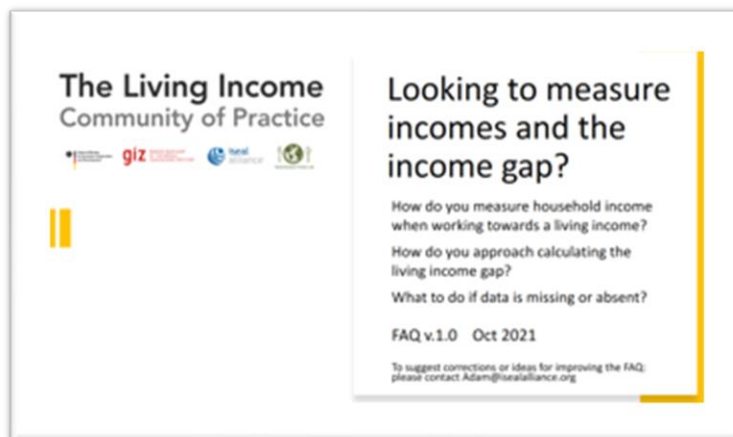 The Living Income
Community of Practice
giz
iseal
alliance
Looking to measure
incomes and the
income gap?
How do you measure household income
when working towards a living income?
How do you approach calculating the
living income gap?
What to do if data is missing or absent?
FAQ v.1.0 Oct 2021
To suggest corrections or ideas for improving the FAQ:
please contact Adam@isealalliance.org